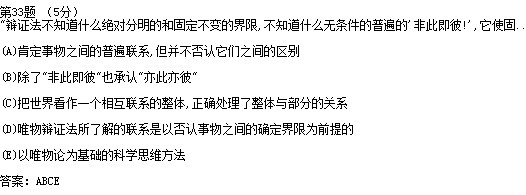 第33题 （5分）
"辩证法不知道什么绝对分明的和固定不变的界限,不知道什么无条件的普遍的'非此即彼!',它使固..
(A)肯定事物之间的普遍联系,但并不否认它们之间的区别
(B)除了"非此即彼"也承认"亦此亦彼"
(C)把世界看作一个相互联系的整体,正确处理了整体与部分的关系
(D)唯物辩证法所了解的联系是以否认事物之间的确定界限为前提的
(E)以唯物论为基础的科学思维方法
答案: ABCE